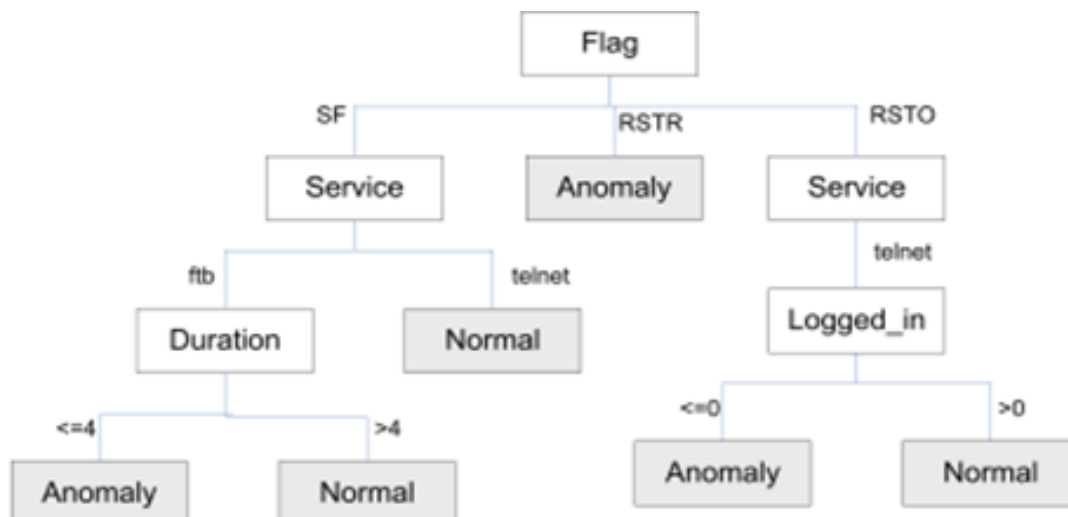 Flag
SF
RSTR
RSTO
Service
Anomaly
Service
ftb
telnet
telnet
Duration
Normal
Logged_in
<=4
>4
<=0
>0
Anomaly
Normal
Anomaly
Normal